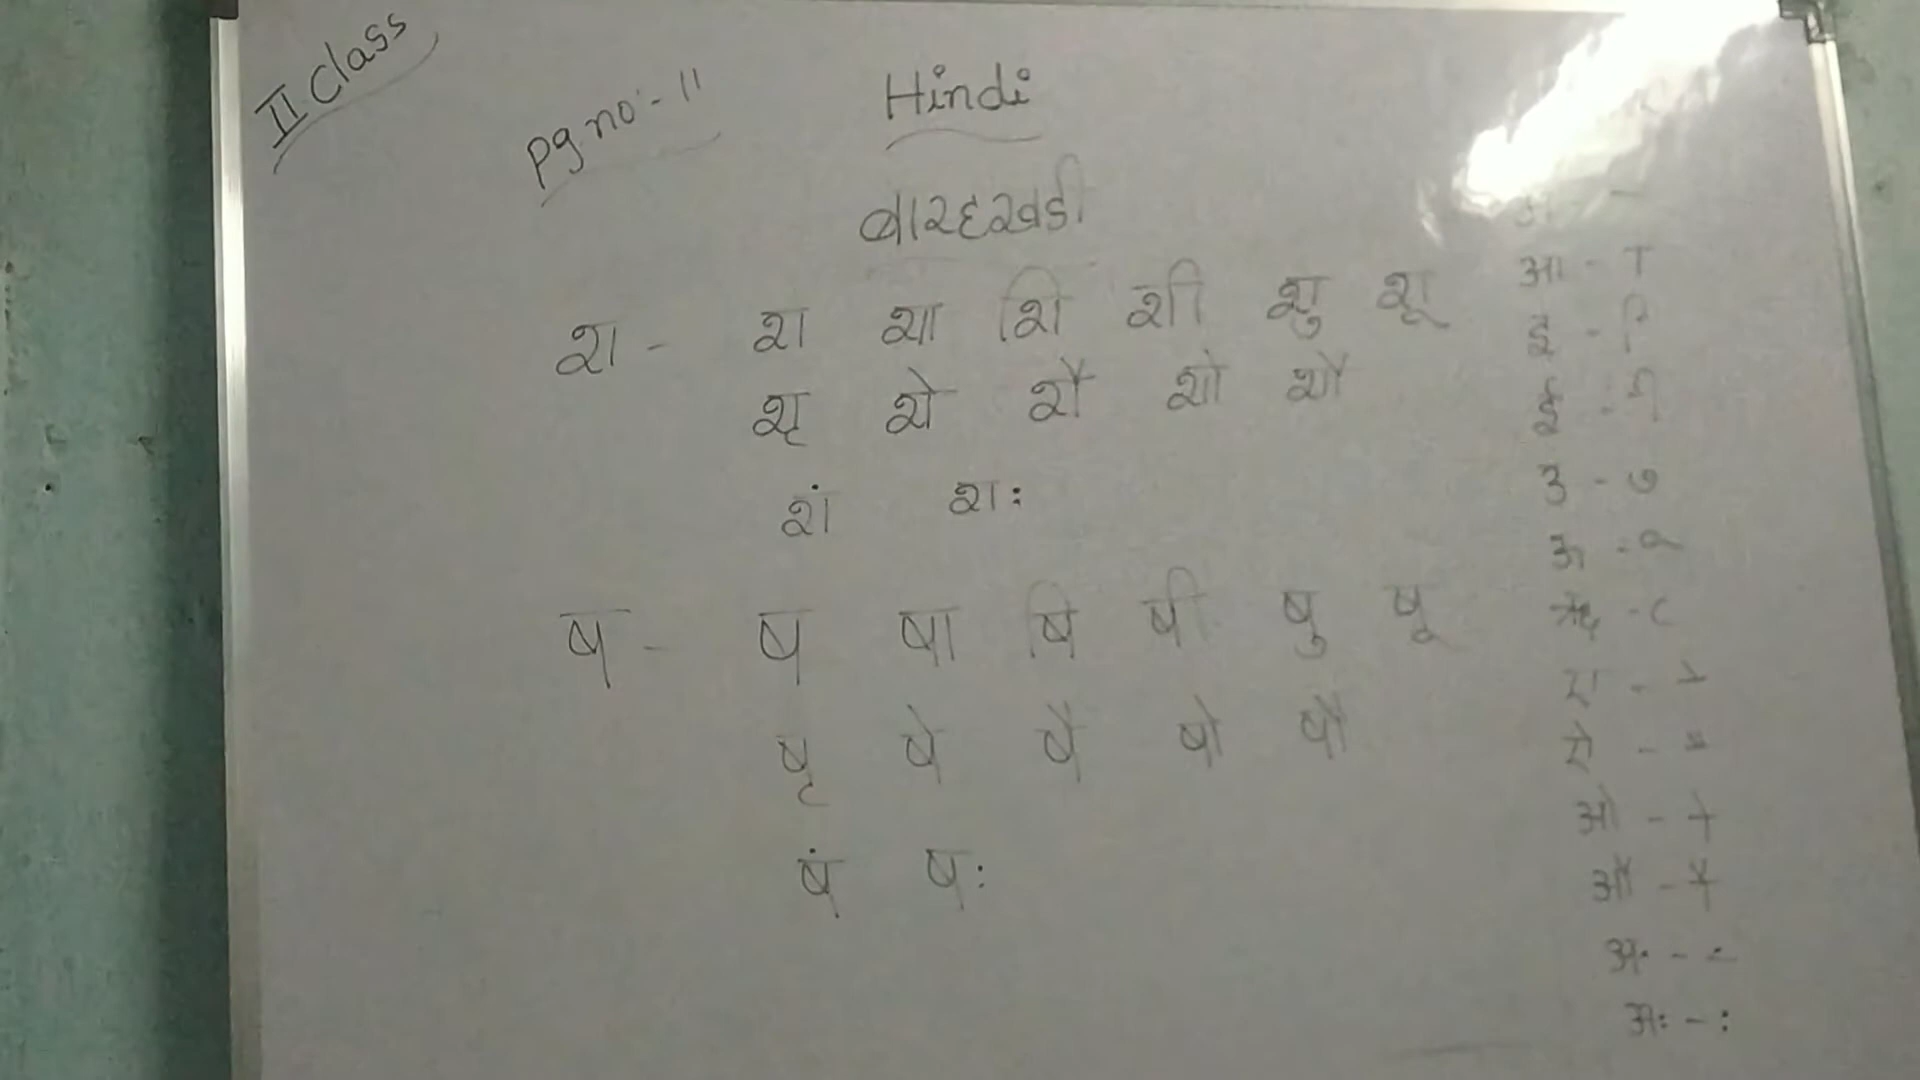 II Class
Pg no:- 11
Hindi
बारहखडी
श - श शा शि शी शु शू
शृ शे शै शो शौ
शं शः
ष - ष षा षि षी षु षू
षृ षे षै षो षौ
षं षः
अ -
आ - ा
इ - ि
ई - ी
उ - ु
ऊ - ू
ऋ - ृ
ए - े
ऐ - ै
ओ - ो
औ - ौ
अं - ं
अः - ः